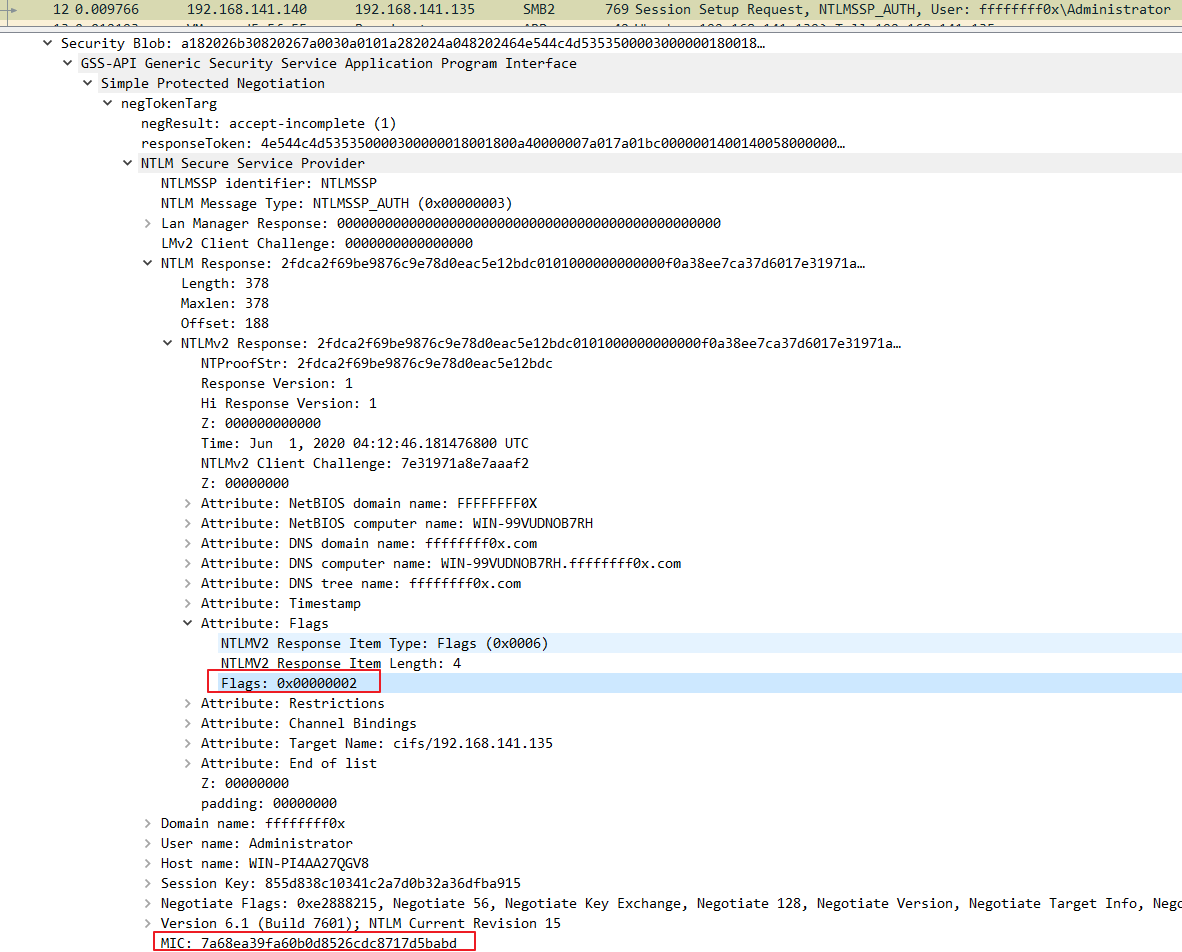 12 0.009766 192.168.141.140 192.168.141.135 SMB2 769 Session Setup Request, NTLMSSP_AUTH, User: ffffffff0x\Administrator
Security Blob: a182026b30820267a0030a0101a282024a048202464e544c4d5353500003000000180018…
GSS-API Generic Security Service Application Program Interface
Simple Protected Negotiation
negTokenTarg
negResult: accept-incomplete (1)
responseToken: 4e544c4d535350000300000018001800a40000007a017a01bc0000001400140058000000…
NTLM Secure Service Provider
NTLMSSP identifier: NTLMSSP
NTLM Message Type: NTLMSSP_AUTH (0x00000003)
Lan Manager Response: 000000000000000000000000000000000000000000000000
LMv2 Client Challenge: 0000000000000000
NTLM Response: 2fdca2f69be9876c9e78d0eac5e12bdc0101000000000000f0a38ee7ca37d6017e31971a…
Length: 378
Maxlen: 378
Offset: 188
NTLMv2 Response: 2fdca2f69be9876c9e78d0eac5e12bdc0101000000000000f0a38ee7ca37d6017e31971a…
NTProofStr: 2fdca2f69be9876c9e78d0eac5e12bdc
Response Version: 1
Hi Response Version: 1
Z: 000000000000
Time: Jun  1, 2020 04:12:46.181476800 UTC
NTLMv2 Client Challenge: 7e31971a8e7aaaf2
Z: 00000000
Attribute: NetBIOS domain name: FFFFFFFF0X
Attribute: NetBIOS computer name: WIN-99VUDNOB7RH
Attribute: DNS domain name: ffffffff0x.com
Attribute: DNS computer name: WIN-99VUDNOB7RH.ffffffff0x.com
Attribute: DNS tree name: ffffffff0x.com
Attribute: Timestamp
Attribute: Flags
NTLMV2 Response Item Type: Flags (0x0006)
NTLMV2 Response Item Length: 4
Flags: 0x00000002
Attribute: Restrictions
Attribute: Channel Bindings
Attribute: Target Name: cifs/192.168.141.135
Attribute: End of list
Z: 00000000
padding: 00000000
Domain name: ffffffff0x
User name: Administrator
Host name: WIN-PI4AA27QGV8
Session Key: 855d838c10341c2a7d0b32a36dfba915
Negotiate Flags: 0xe2888215, Negotiate 56, Negotiate Key Exchange, Negotiate 128, Negotiate Version, Negotiate Target Info, Nego
Version 6.1 (Build 7601); NTLM Current Revision 15
MIC: 7a68ea39fa60b0d8526cdc8717d5babd